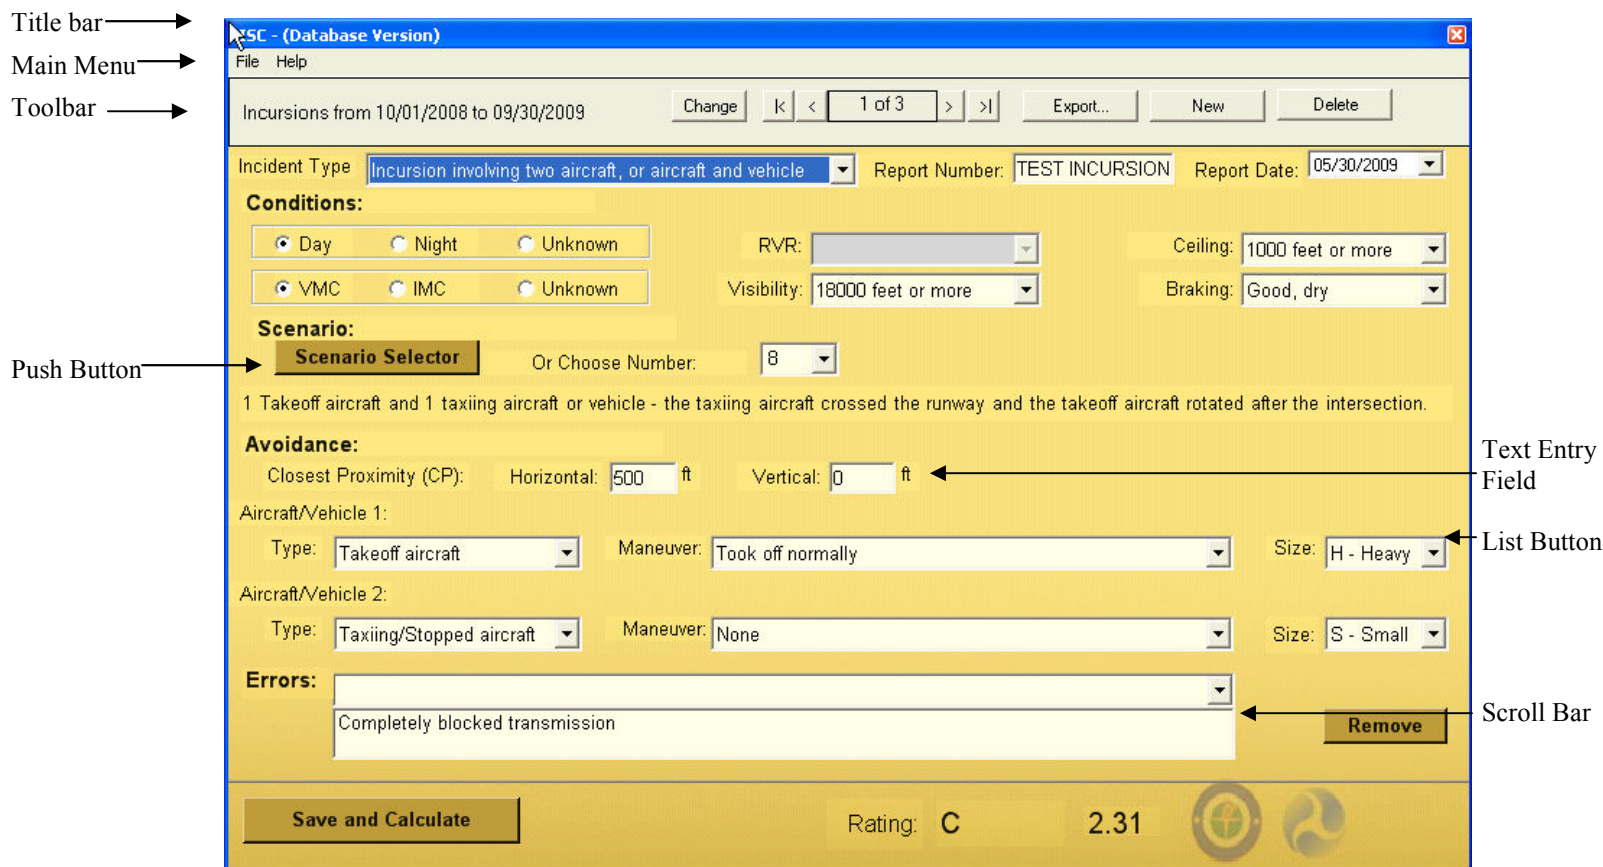 Title bar
SC - (Database Version)
Main Menu
File Help
Toolbar
Incursions from 10/01/2008 to 09/30/2009 Change |< < 1 of 3 > >| Export... New Delete
Incident Type Incursion involving two aircraft, or aircraft and vehicle Report Number: TEST INCURSION Report Date: 05/30/2009
Conditions:
Day Night Unknown RVR: Ceiling: 1000 feet or more
VMC IMC Unknown Visibility: 18000 feet or more Braking: Good, dry
Scenario:
Push Button
Scenario Selector Or Choose Number: 8
1 Takeoff aircraft and 1 taxiing aircraft or vehicle - the taxiing aircraft crossed the runway and the takeoff aircraft rotated after the intersection.
Avoidance:
Closest Proximity (CP): Horizontal: 500 ft Vertical: 0 ft
Text Entry
Field
Aircraft/Vehicle 1:
Type: Takeoff aircraft Maneuver: Took off normally Size: H - Heavy
List Button
Aircraft/Vehicle 2:
Type: Taxiing/Stopped aircraft Maneuver: None Size: S - Small
Errors:
Completely blocked transmission
Remove
Scroll Bar
Save and Calculate Rating: C 2.31